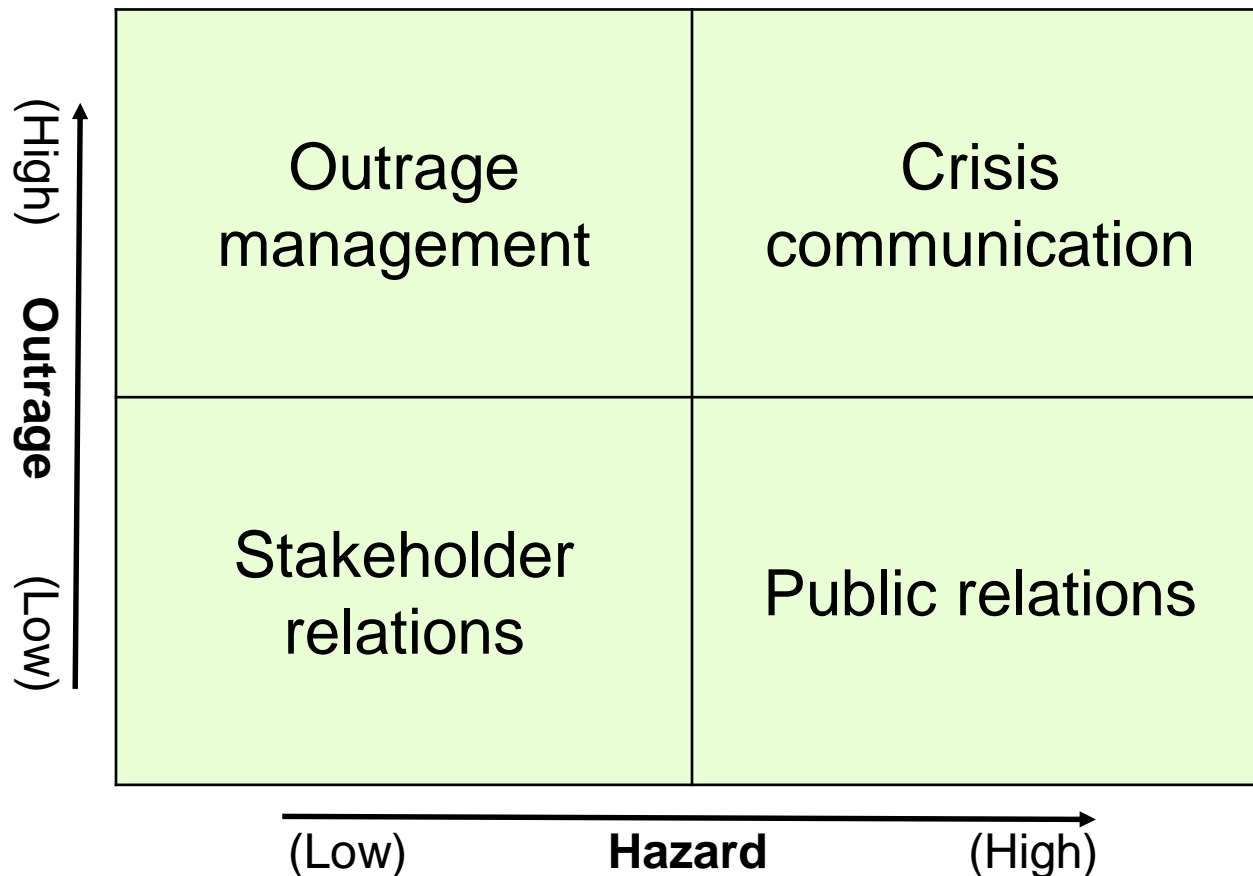 (High)
Outrage
(Low)
Outrage
management
Crisis
communication
Stakeholder
relations
Public relations
(Low)
Hazard
(High)